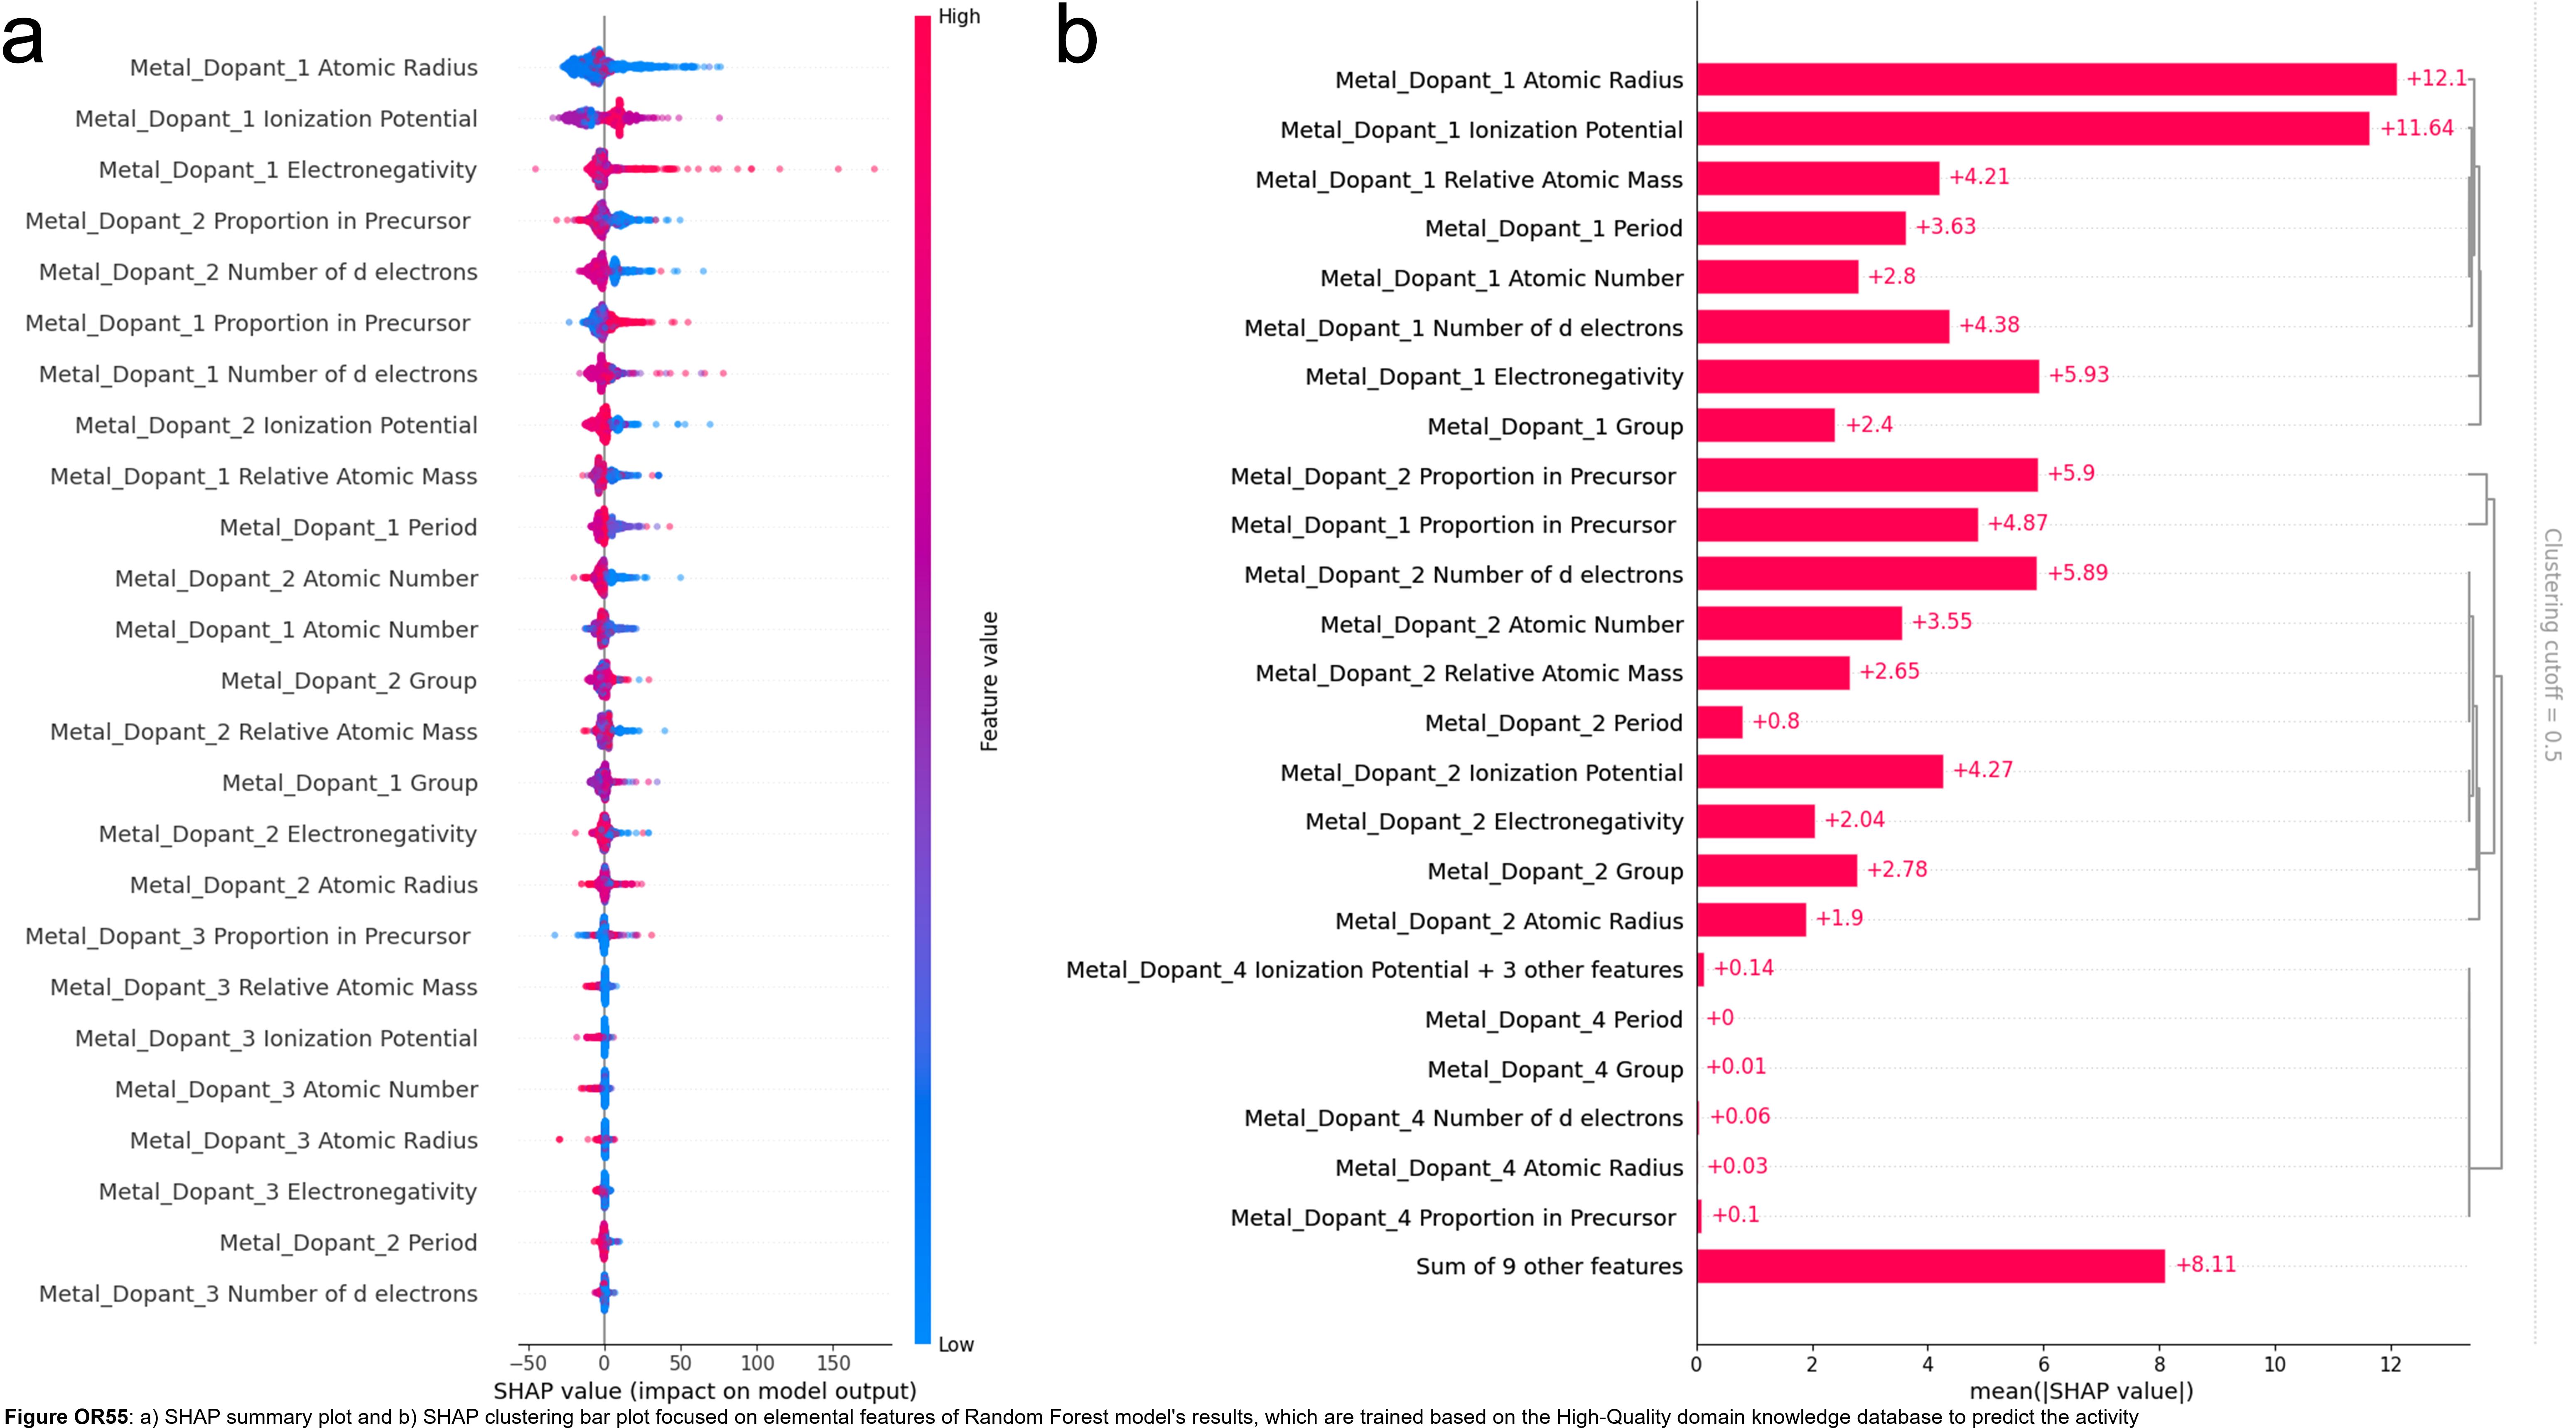 a
High
Metal_Dopant_1 Atomic Radius
Metal_Dopant_1 Ionization Potential
Metal_Dopant_1 Electronegativity
Metal_Dopant_2 Proportion in Precursor
Metal_Dopant_2 Number of d electrons
Metal_Dopant_1 Proportion in Precursor
Metal_Dopant_1 Number of d electrons
Metal_Dopant_2 Ionization Potential
Metal_Dopant_1 Relative Atomic Mass
Metal_Dopant_1 Period
Metal_Dopant_2 Atomic Number
Metal_Dopant_1 Atomic Number
Metal_Dopant_2 Group
Metal_Dopant_2 Relative Atomic Mass
Metal_Dopant_1 Group
Metal_Dopant_2 Electronegativity
Metal_Dopant_2 Atomic Radius
Metal_Dopant_3 Proportion in Precursor
Metal_Dopant_3 Relative Atomic Mass
Metal_Dopant_3 Ionization Potential
Metal_Dopant_3 Atomic Number
Metal_Dopant_3 Atomic Radius
Metal_Dopant_3 Electronegativity
Metal_Dopant_2 Period
Metal_Dopant_3 Number of d electrons
Feature value
Low
−50 0 50 100 150
SHAP value (impact on model output)
b
Metal_Dopant_1 Atomic Radius +12.1
Metal_Dopant_1 Ionization Potential +11.64
Metal_Dopant_1 Relative Atomic Mass +4.21
Metal_Dopant_1 Period +3.63
Metal_Dopant_1 Atomic Number +2.8
Metal_Dopant_1 Number of d electrons +4.38
Metal_Dopant_1 Electronegativity +5.93
Metal_Dopant_1 Group +2.4
Metal_Dopant_2 Proportion in Precursor +5.9
Metal_Dopant_1 Proportion in Precursor +4.87
Metal_Dopant_2 Number of d electrons +5.89
Metal_Dopant_2 Atomic Number +3.55
Metal_Dopant_2 Relative Atomic Mass +2.65
Metal_Dopant_2 Period +0.8
Metal_Dopant_2 Ionization Potential +4.27
Metal_Dopant_2 Electronegativity +2.04
Metal_Dopant_2 Group +2.78
Metal_Dopant_2 Atomic Radius +1.9
Metal_Dopant_4 Ionization Potential + 3 other features +0.14
Metal_Dopant_4 Period +0
Metal_Dopant_4 Group +0.01
Metal_Dopant_4 Number of d electrons +0.06
Metal_Dopant_4 Atomic Radius +0.03
Metal_Dopant_4 Proportion in Precursor +0.1
Sum of 9 other features +8.11
Clustering cutoff = 0.5
0 2 4 6 8 10 12
mean(|SHAP value|)
Figure OR55: a) SHAP summary plot and b) SHAP clustering bar plot focused on elemental features of Random Forest model's results, which are trained based on the High-Quality domain knowledge database to predict the activity